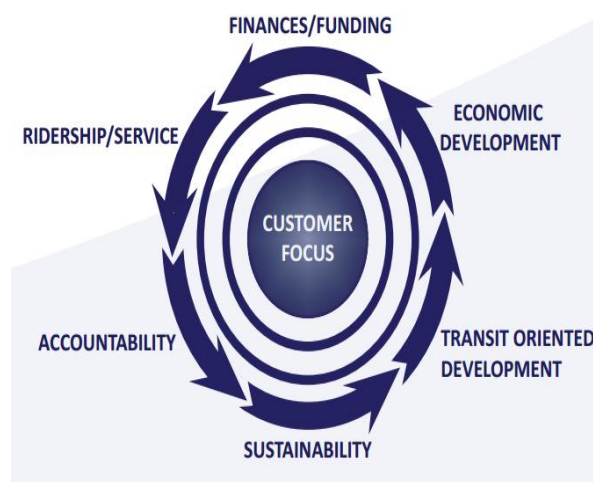 FINANCES/FUNDING
ECONOMIC
DEVELOPMENT
RIDERSHIP/SERVICE
CUSTOMER
FOCUS
ACCOUNTABILITY
TRANSIT ORIENTED
DEVELOPMENT
SUSTAINABILITY